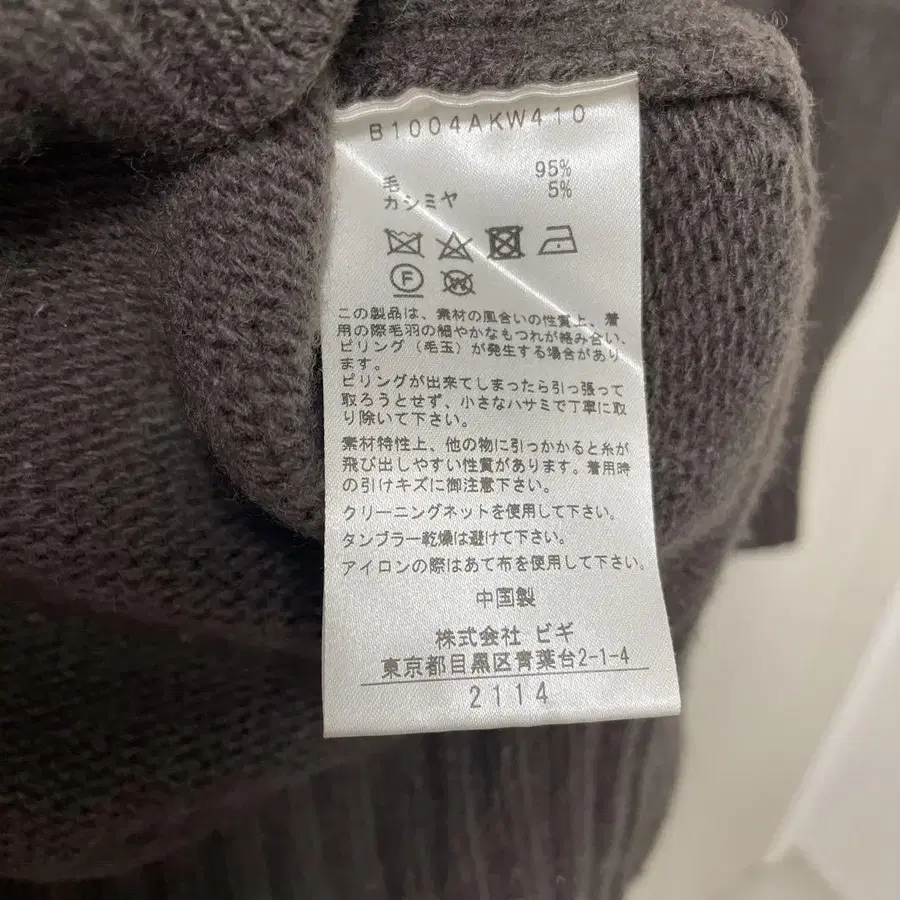 B1004AKW410
毛 95%
カシミヤ 5%
F W
この製品は、素材の風合いの性質上、着
用の際毛羽の細やかなもつれが絡み合い、
ピリング（毛玉）が発生する場合があり
ます。
ピリングが出来てしまったら引っ張って
取ろうとせず、小さなハサミで丁寧に取
り除いて下さい。
素材特性上、他の物に引っかかると糸が
飛び出しやすい性質があります。着用時
の引けキズに御注意下さい。
クリーニングネットを使用して下さい。
タンブラー乾燥は避けて下さい。
アイロンの際はあて布を使用して下さい。
中国製
株式会社 ビギ
東京都目黒区青葉台2-1-4
2114